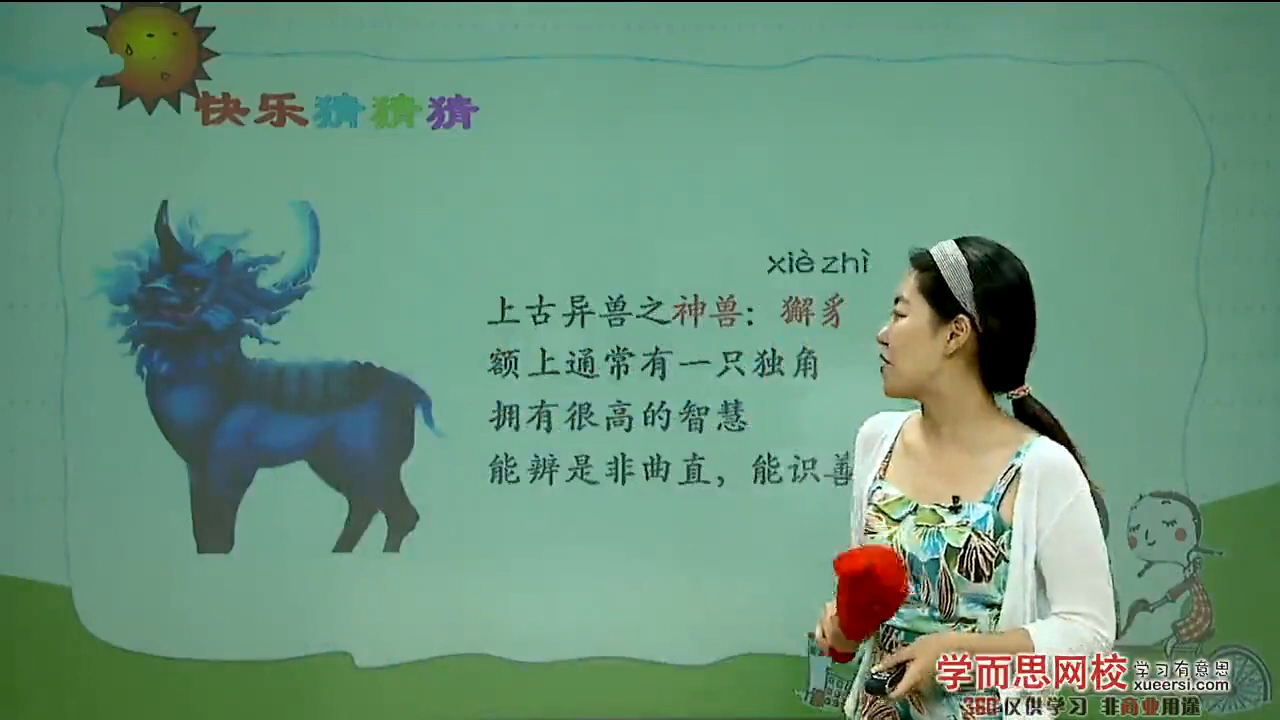 快乐猜猜猜
xiè zhì
上古异兽之神兽：獬豸
额上通常有一只独角
拥有很高的智慧
能辨是非曲直，能识善
学而思网校
学习有意思
xueersi.com
360 仅供学习 非商业用途